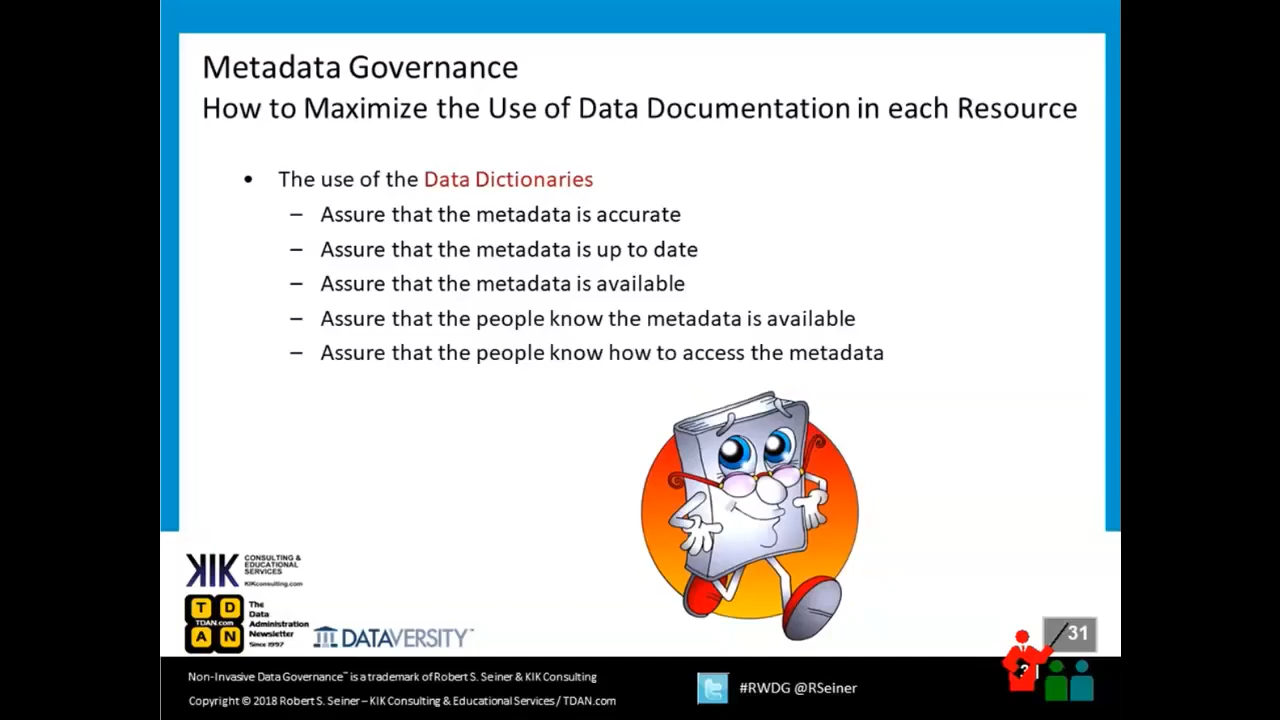 Metadata Governance
How to Maximize the Use of Data Documentation in each Resource
• The use of the Data Dictionaries
– Assure that the metadata is accurate
– Assure that the metadata is up to date
– Assure that the metadata is available
– Assure that the people know the metadata is available
– Assure that the people know how to access the metadata
KIK CONSULTING &
EDUCATIONAL
SERVICES
KIKconsulting.com
T D
TDAN.com
A N
The
Data
Administration
Newsletter
Since 1997
DATAVERSITY™
31
Non-Invasive Data Governance™ is a trademark of Robert S. Seiner & KIK Consulting
Copyright © 2018 Robert S. Seiner – KIK Consulting & Educational Services / TDAN.com
#RWDG @RSeiner